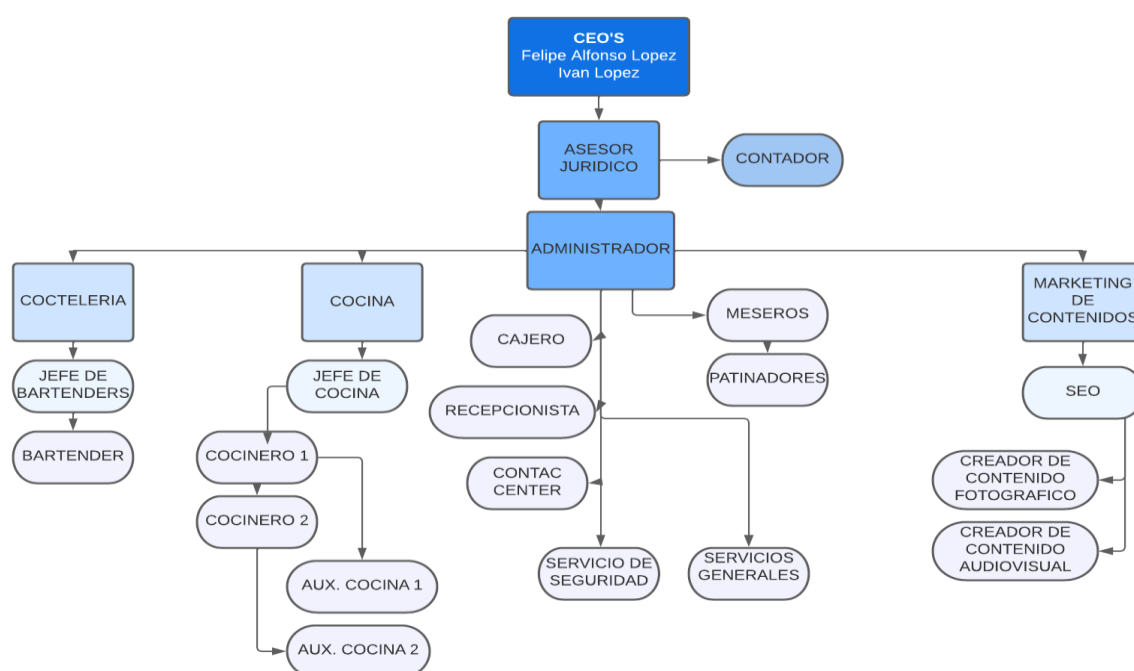 CEO'S
Felipe Alfonso Lopez
Ivan Lopez
ASESOR
JURIDICO
CONTADOR
ADMINISTRADOR
COCTELERIA
COCINA
MARKETING
DE
CONTENIDOS
MESEROS
CAJERO
JEFE DE
BARTENDERS
JEFE DE
COCINA
PATINADORES
SEO
RECEPCIONISTA
BARTENDER
COCINERO 1
CONTAC
CENTER
CREADOR DE
CONTENIDO
FOTOGRAFICO
COCINERO 2
CREADOR DE
CONTENIDO
AUDIOVISUAL
SERVICIO DE
SEGURIDAD
SERVICIOS
GENERALES
AUX. COCINA 1
AUX. COCINA 2